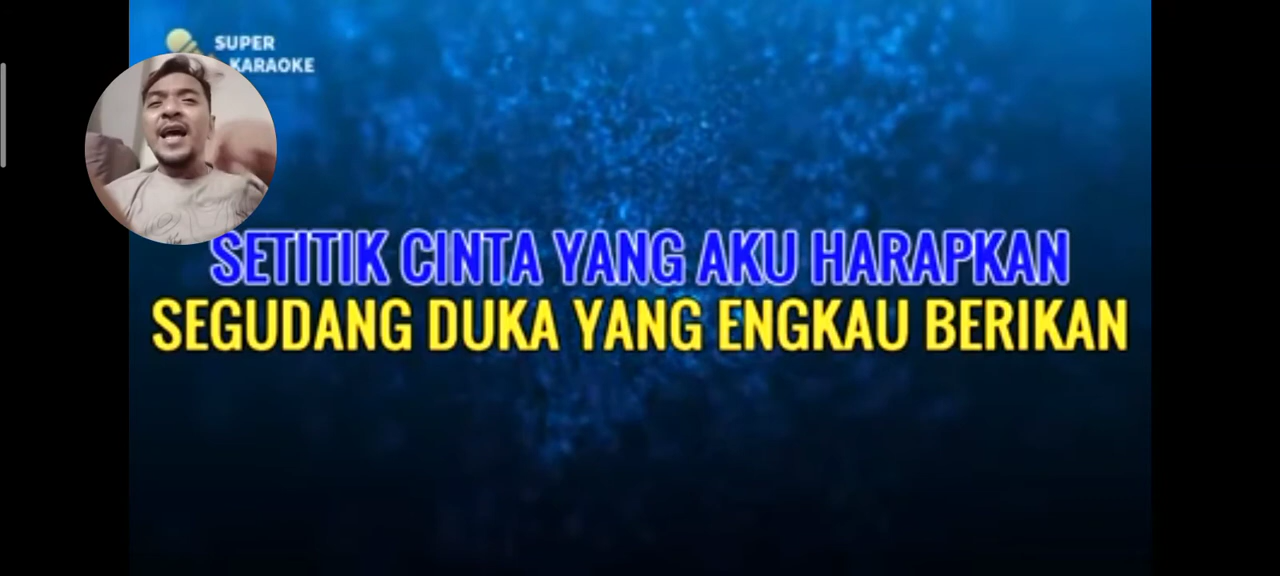 SUPER
KARAOKE
SETITIK CINTA YANG AKU HARAPKAN
SEGUDANG DUKA YANG ENGKAU BERIKAN